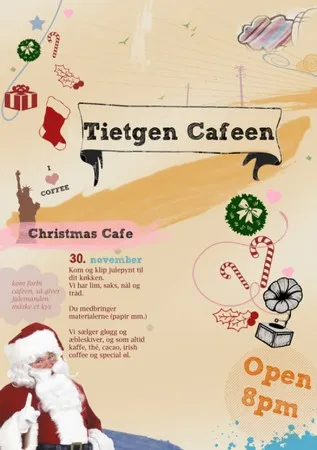 Tietgen Cafeen
I
COFFEE
Christmas Cafe
30. november
Kom og klip julepynt til
dit køkken.
Vi har lim, saks, nål og
tråd.
Du medbringer
materialerne (papir mm.)
Vi sælger gløgg og
æbleskiver, og som altid
kaffe, thé, cacao, irish
coffee og special øl.
kom forbi
cafeen, så giver
julemanden
måske et kys
Open
8pm